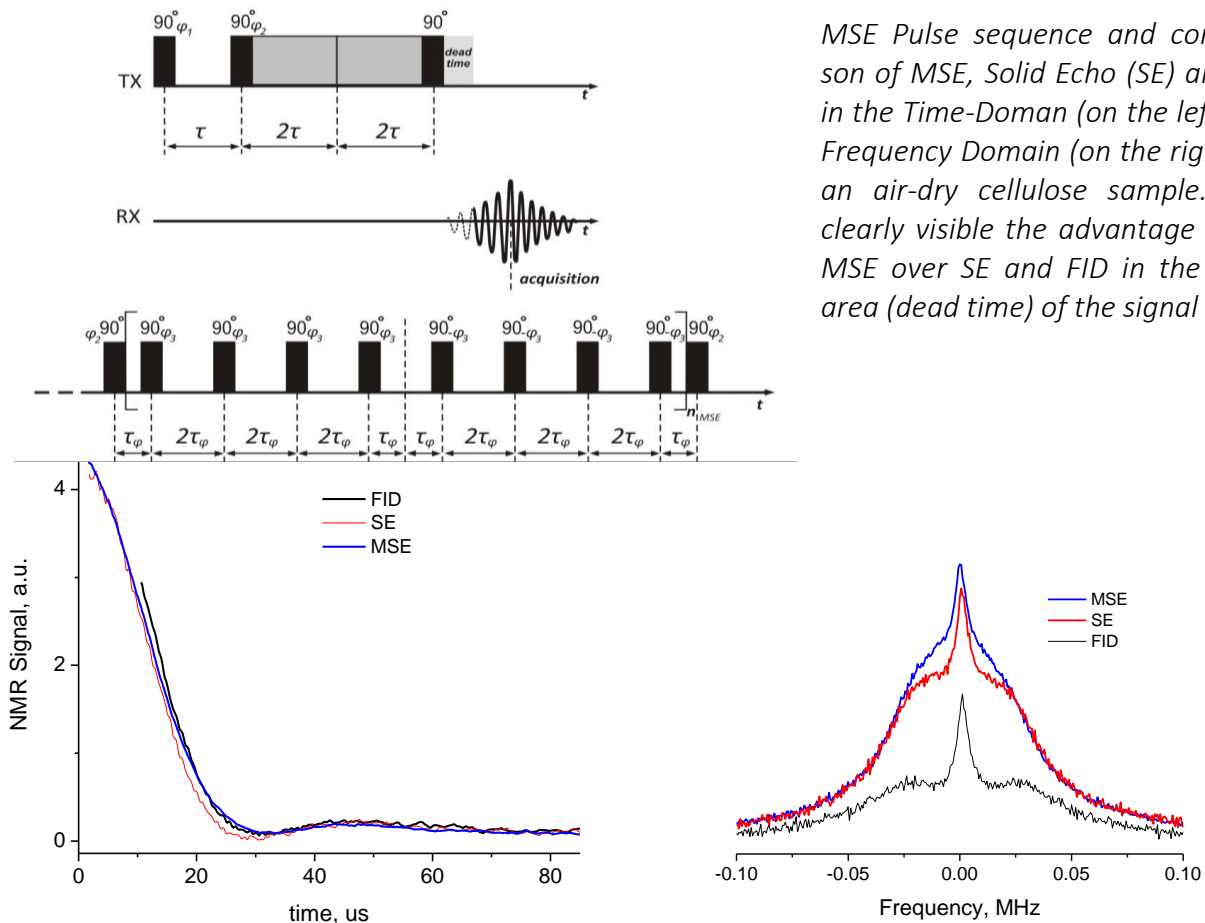 90°φ1 90°φ2 90°
dead time
TX t
τ 2τ 2τ
RX t
acquisition
φ2 90° 90°φ3 90°φ3 90°φ3 90°φ3 90°-φ3 90°-φ3 90°-φ3 90°-φ3 90°φ2
t
nMSE
τφ 2τφ 2τφ 2τφ τφ τφ 2τφ 2τφ 2τφ τφ
MSE Pulse sequence and com
son of MSE, Solid Echo (SE) a
in the Time-Doman (on the lef
Frequency Domain (on the rig
an air-dry cellulose sample.
clearly visible the advantage
MSE over SE and FID in the
area (dead time) of the signal
NMR Signal, a.u.
4
2
0
FID
SE
MSE
0 20 40 60 80
time, us
MSE
SE
FID
-0.10 -0.05 0.00 0.05 0.10
Frequency, MHz